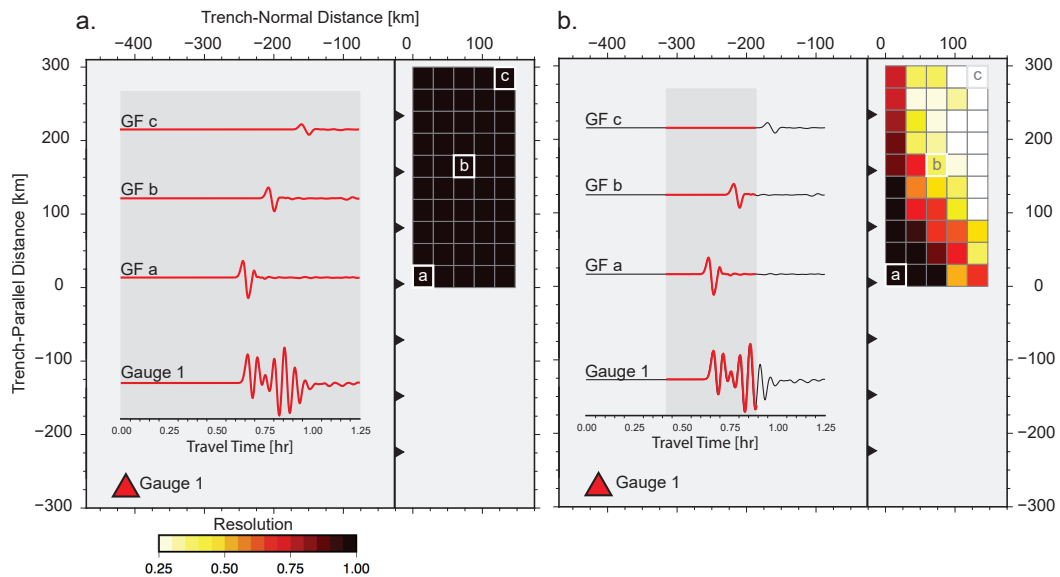 a.
Trench-Normal Distance [km]
−400 −300 −200 −100 0 100
300
200
100
0
−100
−200
−300
Trench-Parallel Distance [km]
GF c
GF b
GF a
Gauge 1
0.00 0.25 0.50 0.75 1.00 1.25
Travel Time [hr]
Gauge 1
c
b
a
Resolution
0.25 0.50 0.75 1.00
b.
−400 −300 −200 −100 0 100
GF c
GF b
GF a
Gauge 1
0.00 0.25 0.50 0.75 1.00 1.25
Travel Time [hr]
Gauge 1
c
b
a
300
200
100
0
−100
−200
−300